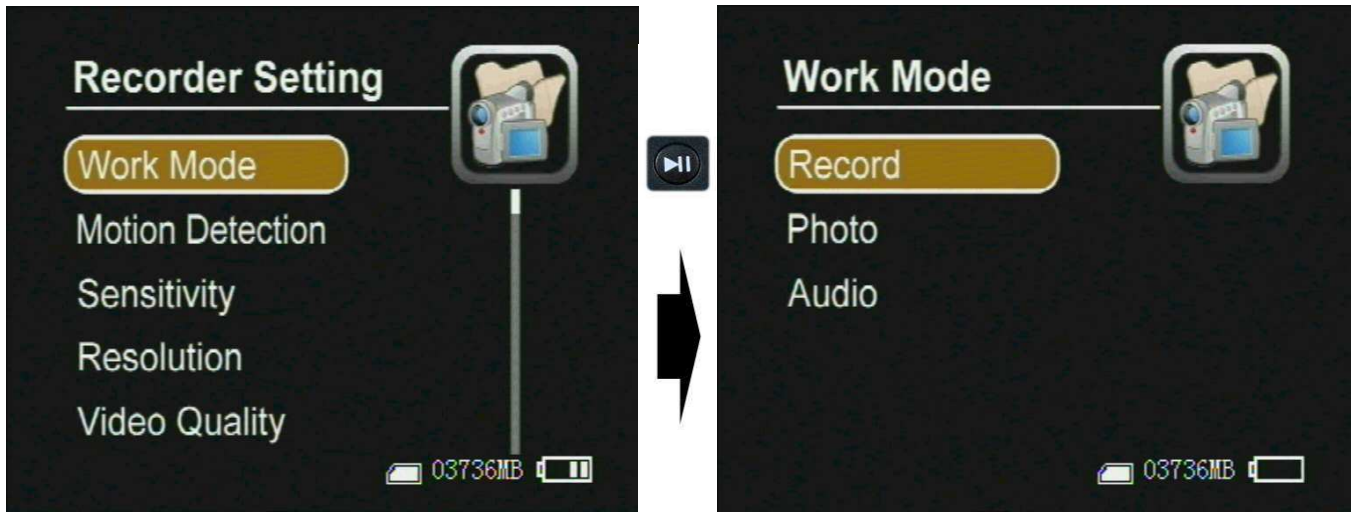 Recorder Setting
Work Mode
Motion Detection
Sensitivity
Resolution
Video Quality
03736MB
Work Mode
Record
Photo
Audio
03736MB